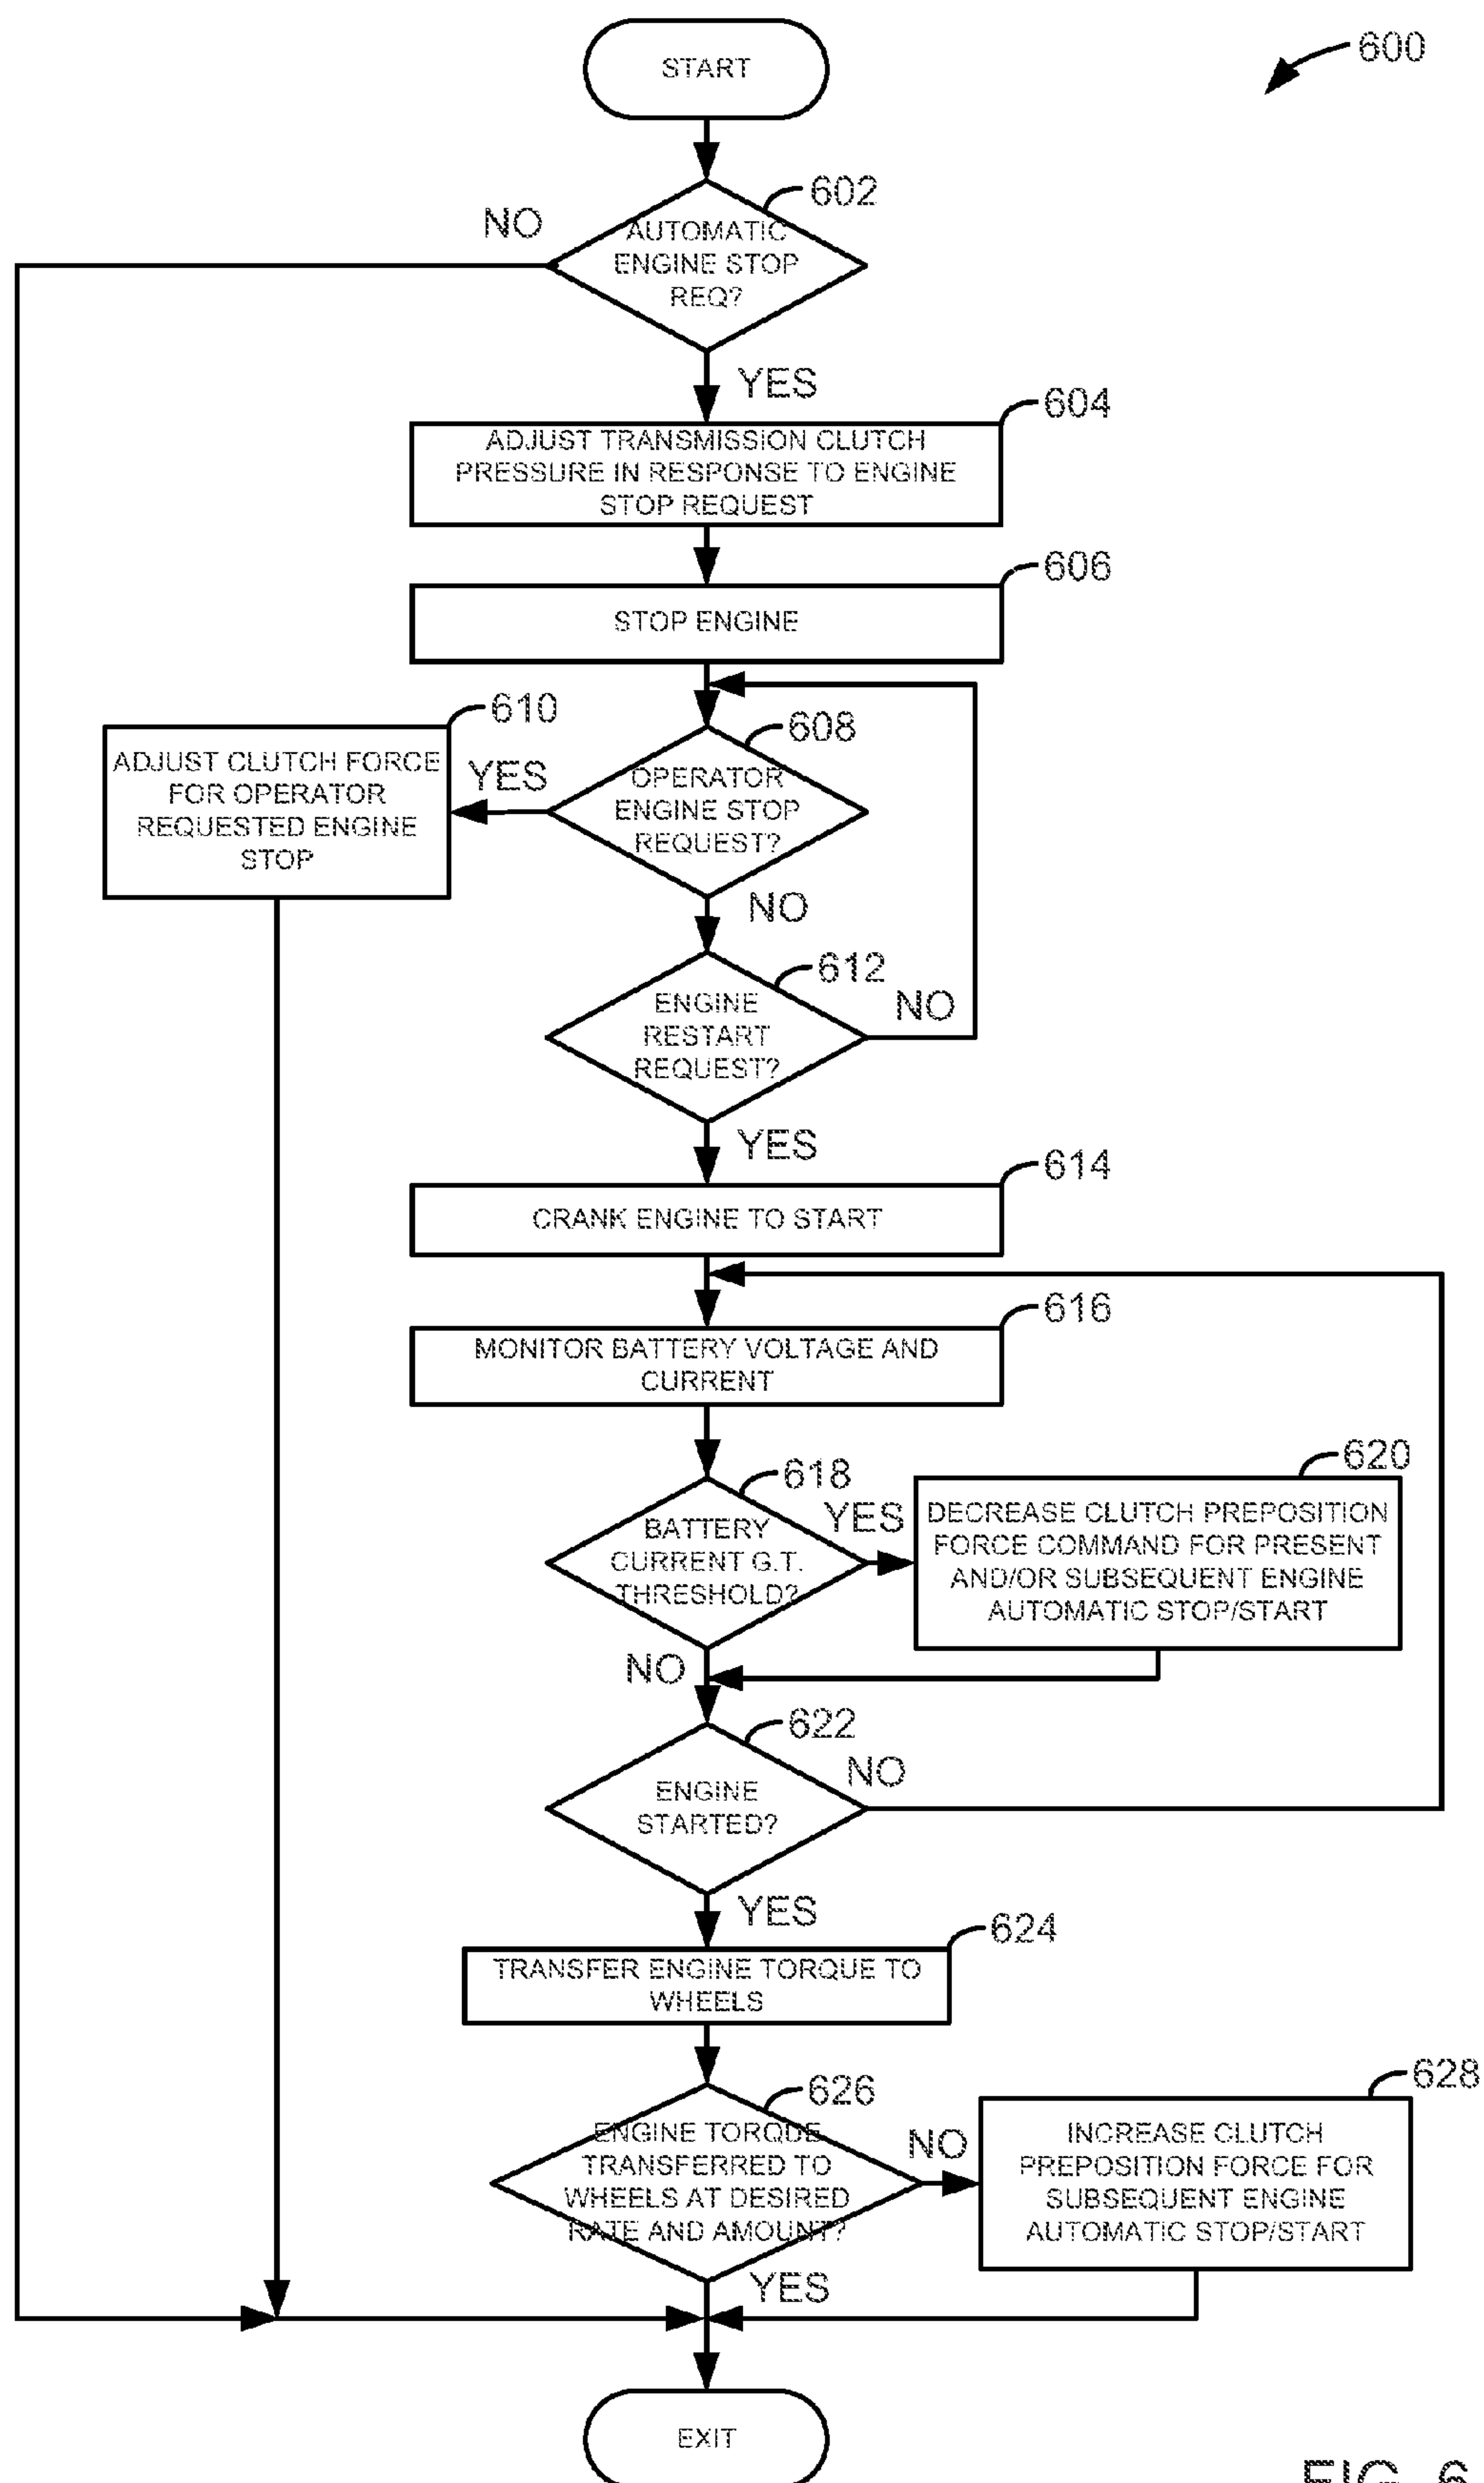 START
600
602
NO
AUTOMATIC
ENGINE STOP
REQ?
YES
604
ADJUST TRANSMISSION CLUTCH
PRESSURE IN RESPONSE TO ENGINE
STOP REQUEST
606
STOP ENGINE
610
ADJUST CLUTCH FORCE
FOR OPERATOR
REQUESTED ENGINE
STOP
YES
608
OPERATOR
ENGINE STOP
REQUEST?
NO
612
ENGINE
RESTART
REQUEST?
NO
YES
614
CRANK ENGINE TO START
616
MONITOR BATTERY VOLTAGE AND
CURRENT
618
BATTERY
CURRENT G.T.
THRESHOLD?
YES
620
DECREASE CLUTCH PREPOSITION
FORCE COMMAND FOR PRESENT
AND/OR SUBSEQUENT ENGINE
AUTOMATIC STOP/START
NO
622
ENGINE
STARTED?
NO
YES
624
TRANSFER ENGINE TORQUE TO
WHEELS
626
ENGINE TORQUE
TRANSFERRED TO
WHEELS AT DESIRED
RATE AND AMOUNT?
NO
628
INCREASE CLUTCH
PREPOSITION FORCE FOR
SUBSEQUENT ENGINE
AUTOMATIC STOP/START
YES
EXIT
FIG. 6